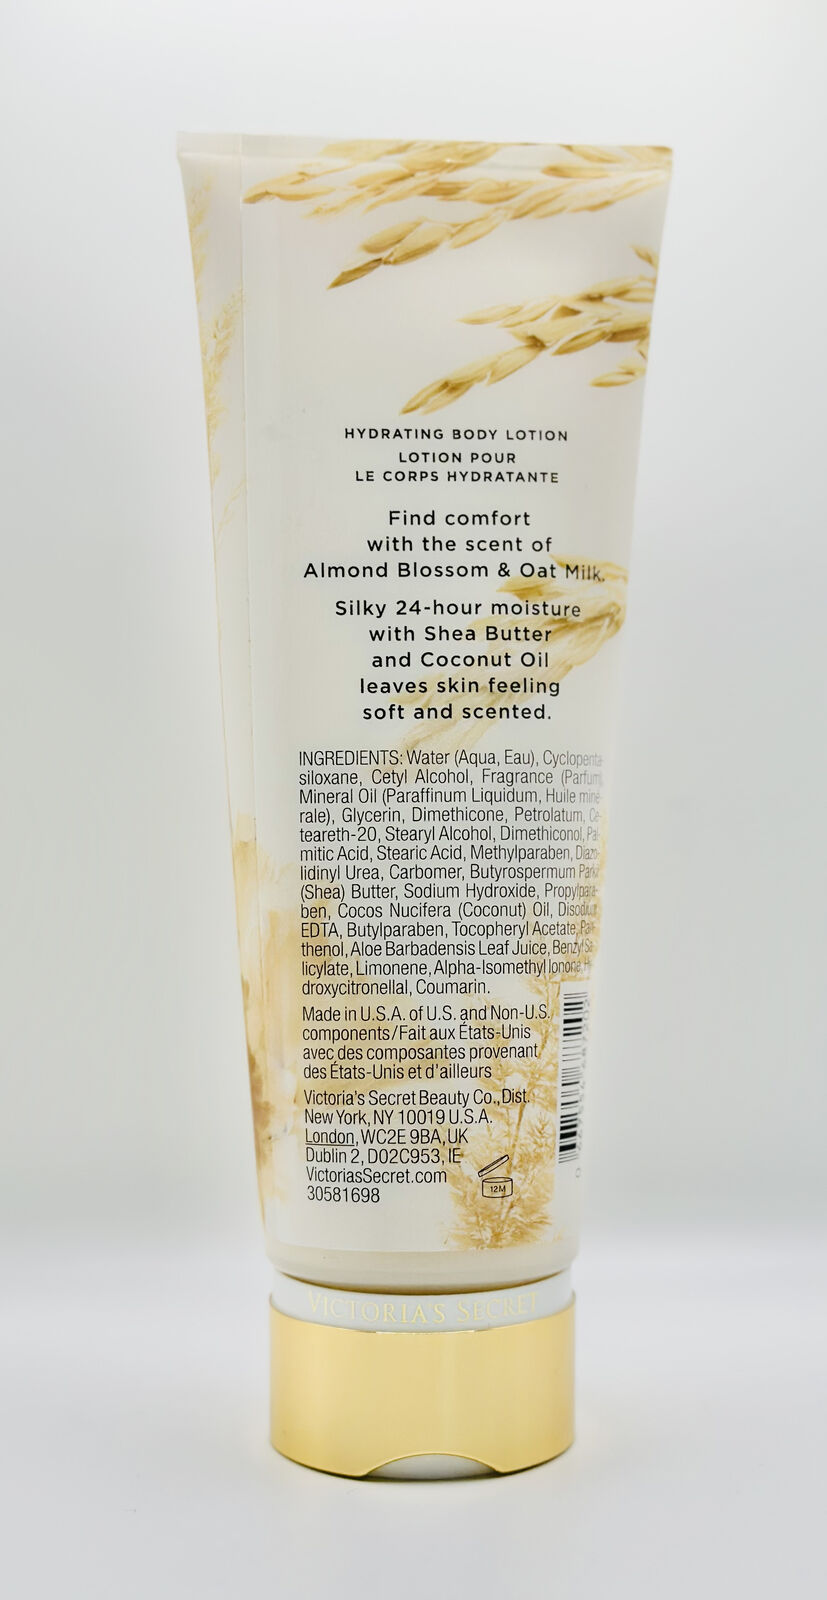 HYDRATING BODY LOTION
LOTION POUR
LE CORPS HYDRATANTE
Find comfort
with the scent of
Almond Blossom & Oat Milk.
Silky 24-hour moisture
with Shea Butter
and Coconut Oil
leaves skin feeling
soft and scented.
INGREDIENTS: Water (Aqua, Eau), Cyclopenta-
siloxane, Cetyl Alcohol, Fragrance (Parfum),
Mineral Oil (Paraffinum Liquidum, Huile miné-
rale), Glycerin, Dimethicone, Petrolatum, Ce-
teareth-20, Stearyl Alcohol, Dimethiconol, Pal-
mitic Acid, Stearic Acid, Methylparaben, Diazo-
lidinyl Urea, Carbomer, Butyrospermum Parkii
(Shea) Butter, Sodium Hydroxide, Propylpara-
ben, Cocos Nucifera (Coconut) Oil, Disodium
EDTA, Butylparaben, Tocopheryl Acetate, Pan-
thenol, Aloe Barbadensis Leaf Juice, Benzyl Sa-
licylate, Limonene, Alpha-Isomethyl Ionone, Hy-
droxycitronellal, Coumarin.
Made in U.S.A. of U.S. and Non-U.S.
components/Fait aux États-Unis
avec des composantes provenant
des États-Unis et d'ailleurs
Victoria's Secret Beauty Co., Dist.
New York, NY 10019 U.S.A.
London, WC2E 9BA, UK
Dublin 2, D02C953, IE
VictoriasSecret.com
30581698
12M
VICTORIA'S SECRET